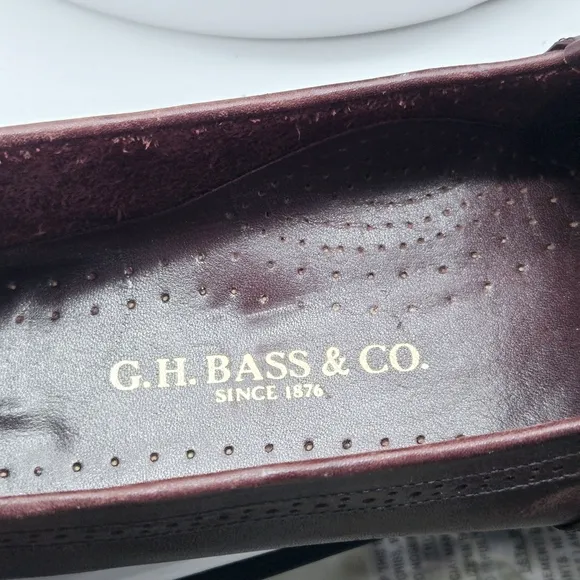 G.H. BASS & CO.
SINCE 1876